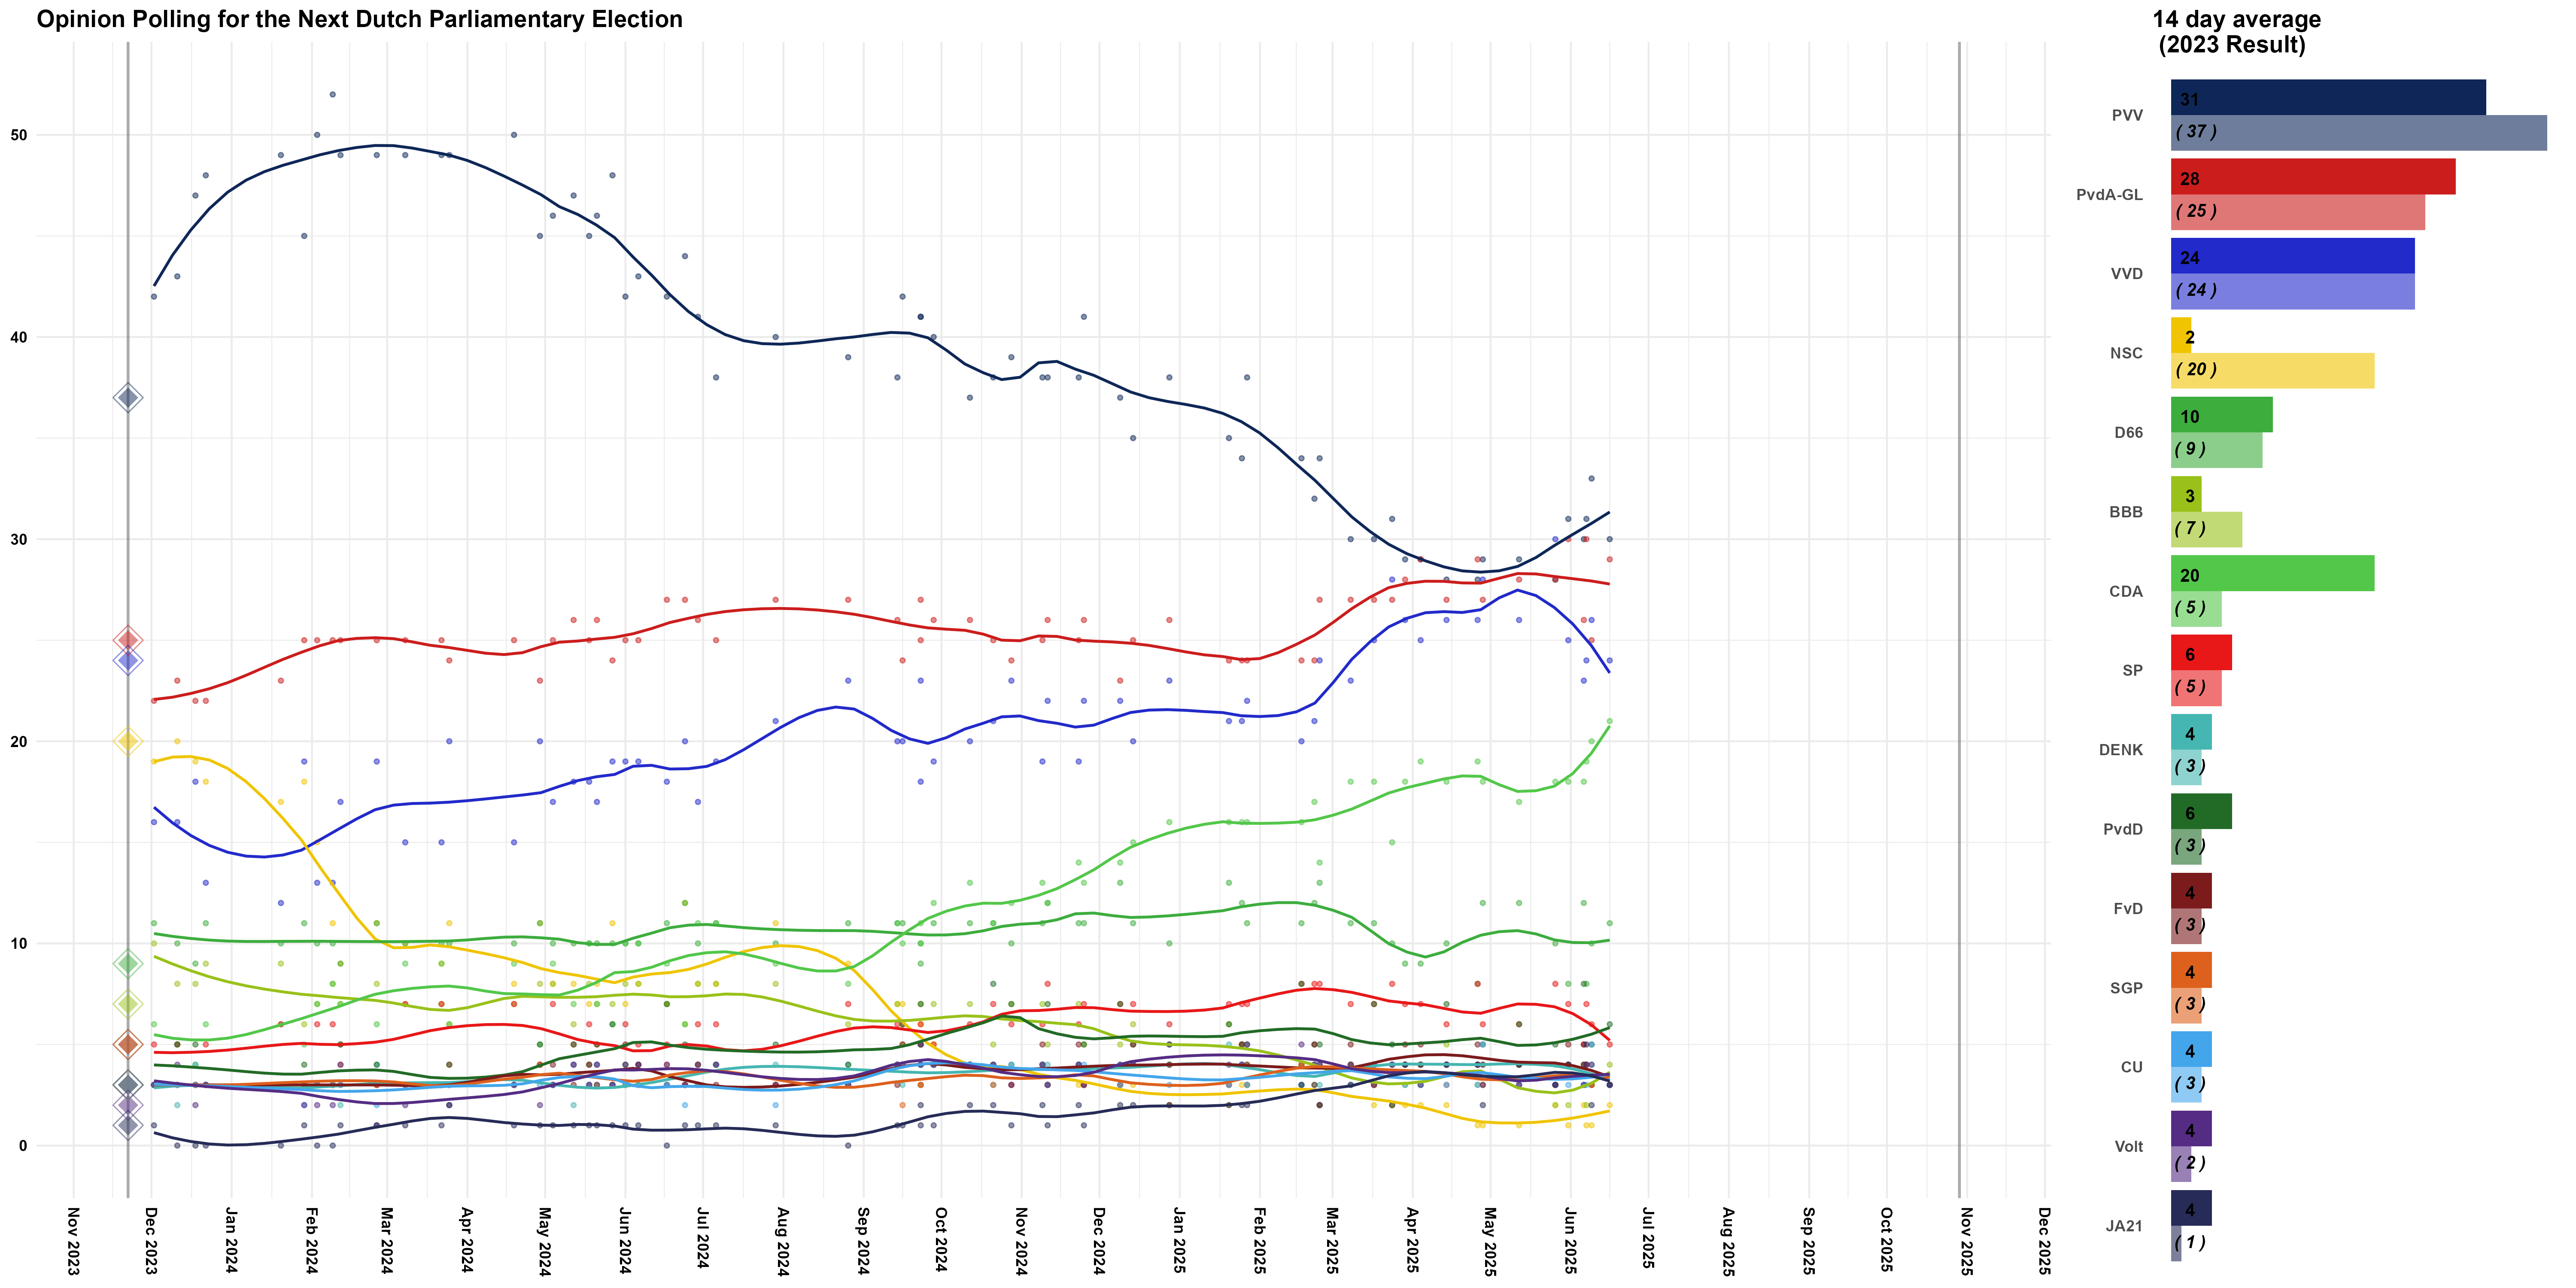 Opinion Polling for the Next Dutch Parliamentary Election
50
40
30
20
10
0
Nov 2023
Dec 2023
Jan 2024
Feb 2024
Mar 2024
Apr 2024
May 2024
Jun 2024
Jul 2024
Aug 2024
Sep 2024
Oct 2024
Nov 2024
Dec 2024
Jan 2025
Feb 2025
Mar 2025
Apr 2025
May 2025
Jun 2025
Jul 2025
Aug 2025
Sep 2025
Oct 2025
Nov 2025
Dec 2025
14 day average
(2023 Result)
PVV 31
( 37 )
PvdA-GL 28
( 25 )
VVD 24
( 24 )
NSC 2
( 20 )
D66 10
( 9 )
BBB 3
( 7 )
CDA 20
( 5 )
SP 6
( 5 )
DENK 4
( 3 )
PvdD 6
( 3 )
FvD 4
( 3 )
SGP 4
( 3 )
CU 4
( 3 )
Volt 4
( 2 )
JA21 4
( 1 )